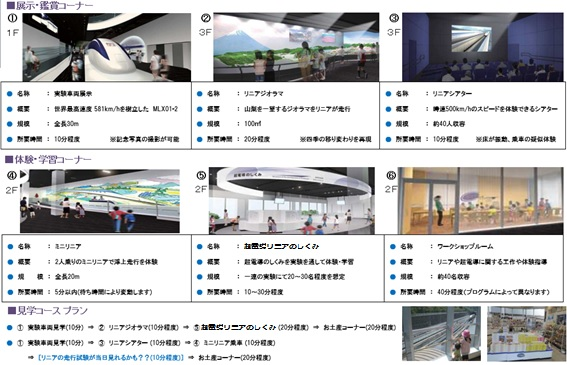 ■展示・鑑賞コーナー
①
1F
②
3F
③
3F
● 名称 ： 実験車両展示
● 概要 ： 世界最高速度 581km/hを樹立した MLX01-2
● 規模 ： 全長30m
● 所要時間 ： 10分程度 ※記念写真の撮影が可能
● 名称 ： リニアジオラマ
● 概要 ： 山梨を一望するジオラマをリニアが走行
● 規模 ： 100㎡
● 所要時間 ： 20分程度 ※四季の移り変わりを再現
● 名称 ： リニアシアター
● 概要 ： 時速500km/hのスピードを体験できるシアター
● 規模 ： 約40人収容
● 所要時間 ： 10分程度 ※床が振動、乗車の疑似体験
■体験・学習コーナー
④
2F
⑤
2F
超電導のしくみ
⑥
2F
● 名称 ： ミニリニア
● 概要 ： 2人乗りのミニリニアで浮上走行を体験
● 規 模 ： 全長20m
● 所要時間 ： 5分以内(待ち時間により変動します)
● 名称 ： 超電導リニアのしくみ
● 概要 ： 超電導のしくみを実験を通して体験・学習
● 規模 ： 一連の実験にて20～30名程度を想定
● 所要時間 ： 10～30分程度
● 名称 ： ワークショップルーム
● 概要 ： リニアや超電導に関する工作や体験指導
● 規模 ： 約40名収容
● 所要時間 ： 40分程度(プログラムによって異なります)
■見学コース プラン
● ① 実験車両見学(10分) ⇒ ② リニアジオラマ(10分程度) ⇒ ⑤超電導リニアのしくみ (20分程度) ⇒ お土産コーナー(20分程度)
● ① 実験車両見学(10分) ⇒ ③ リニアシアター (10分程度) ⇒ ④ ミニリニア乗車 (10分程度)
⇒ [リニアの走行試験が当日見れるかも？？(10分程度)] ⇒ お土産コーナー(20分程度)